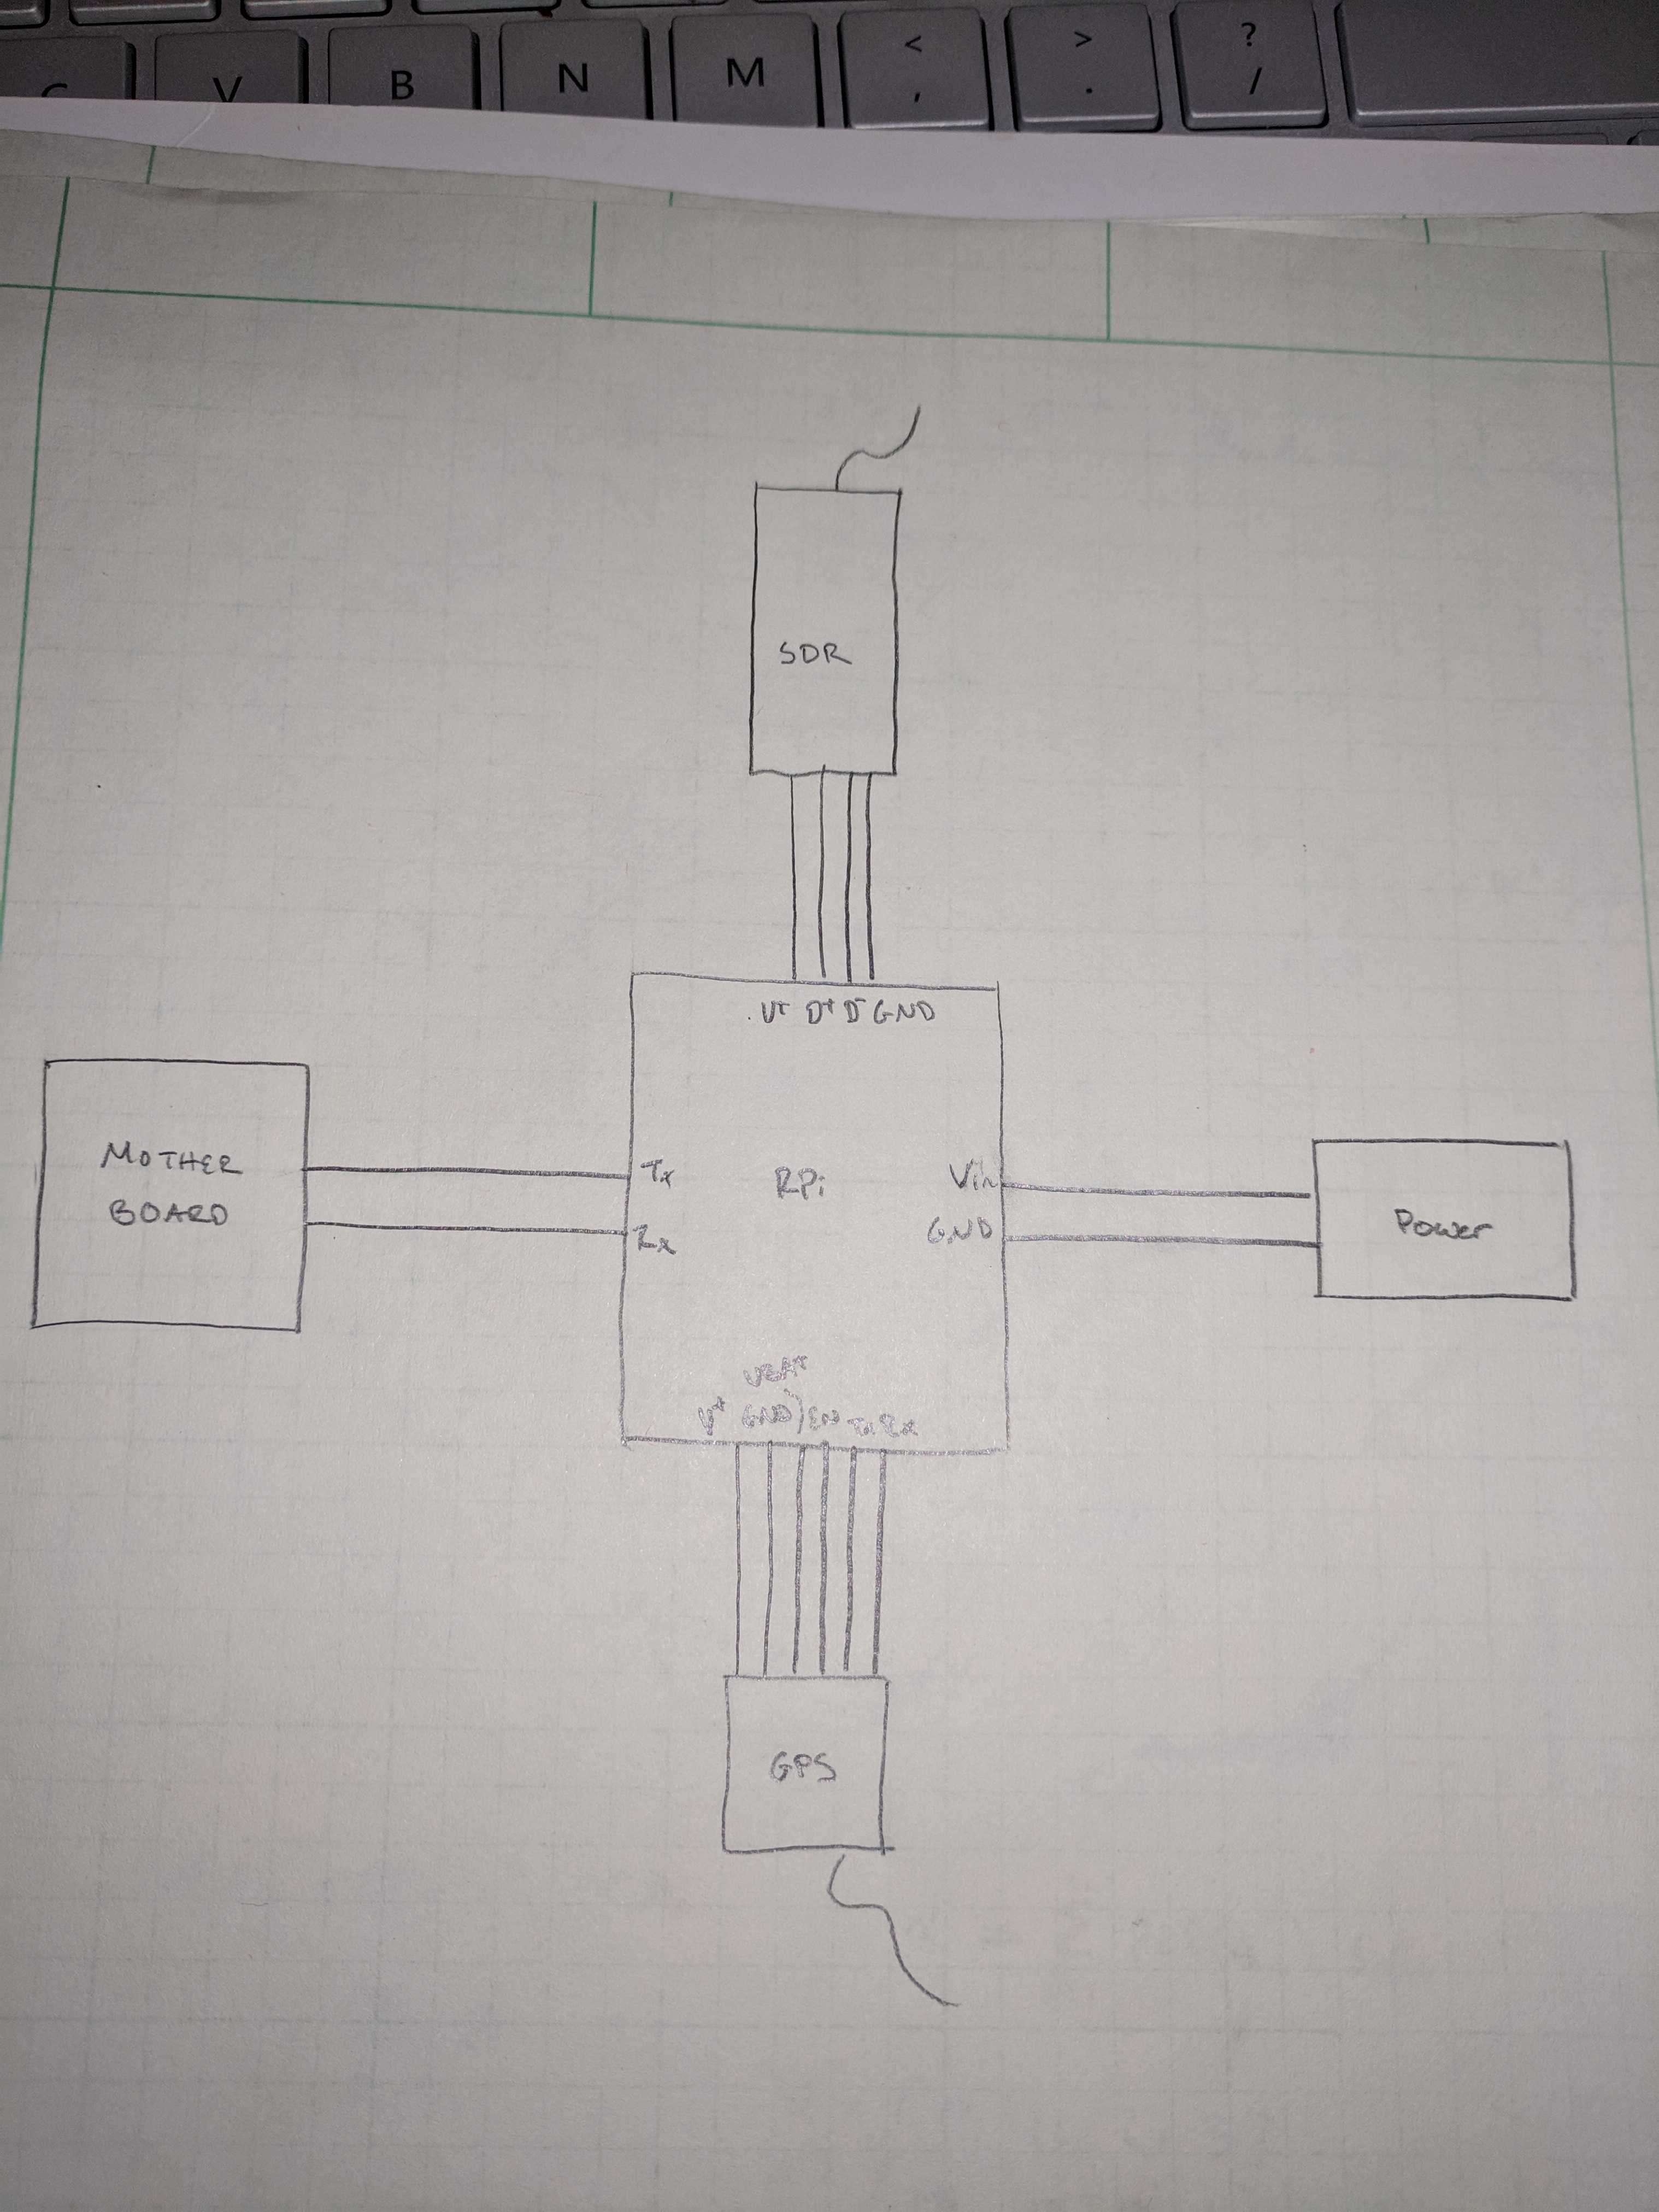 V B N M < , > . ? /
SDR
V+ D+ D- GND
MOTHER
BOARD
Tx
RPi
Vin
Power
Rx
GND
VBAT
V+ GND EN Tx Rx
GPS